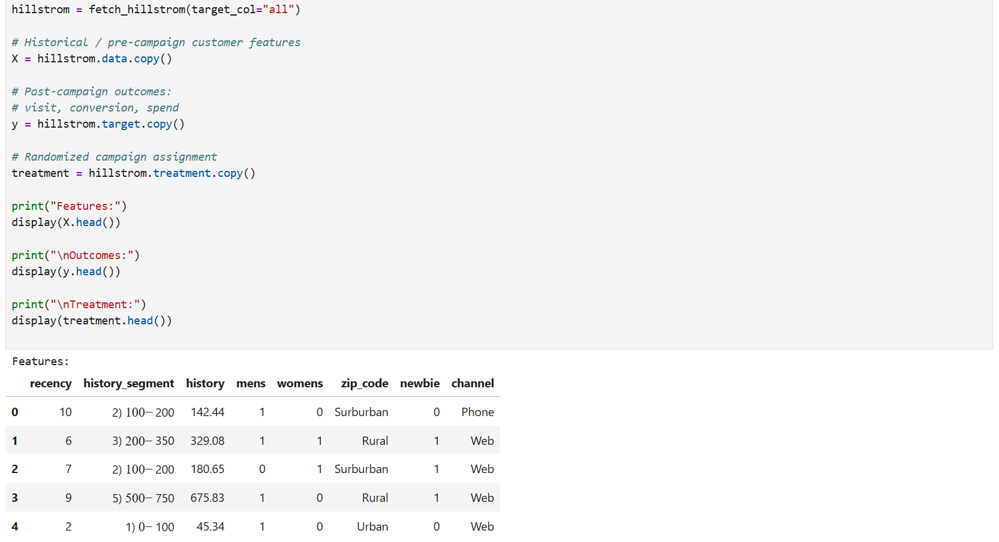 hillstrom = fetch_hillstrom(target_col="all")
# Historical / pre-campaign customer features
X = hillstrom.data.copy()
# Post-campaign outcomes:
# visit, conversion, spend
y = hillstrom.target.copy()
# Randomized campaign assignment
treatment = hillstrom.treatment.copy()
print("Features:")
display(X.head())
print("\nOutcomes:")
display(y.head())
print("\nTreatment:")
display(treatment.head())
Features:
recency history_segment history mens womens zip_code newbie channel
0 10 2) 100− 200 142.44 1 0 Surburban 0 Phone
1 6 3) 200− 350 329.08 1 1 Rural 1 Web
2 7 2) 100− 200 180.65 0 1 Surburban 1 Web
3 9 5) 500− 750 675.83 1 0 Rural 1 Web
4 2 1) 0− 100 45.34 1 0 Urban 0 Web